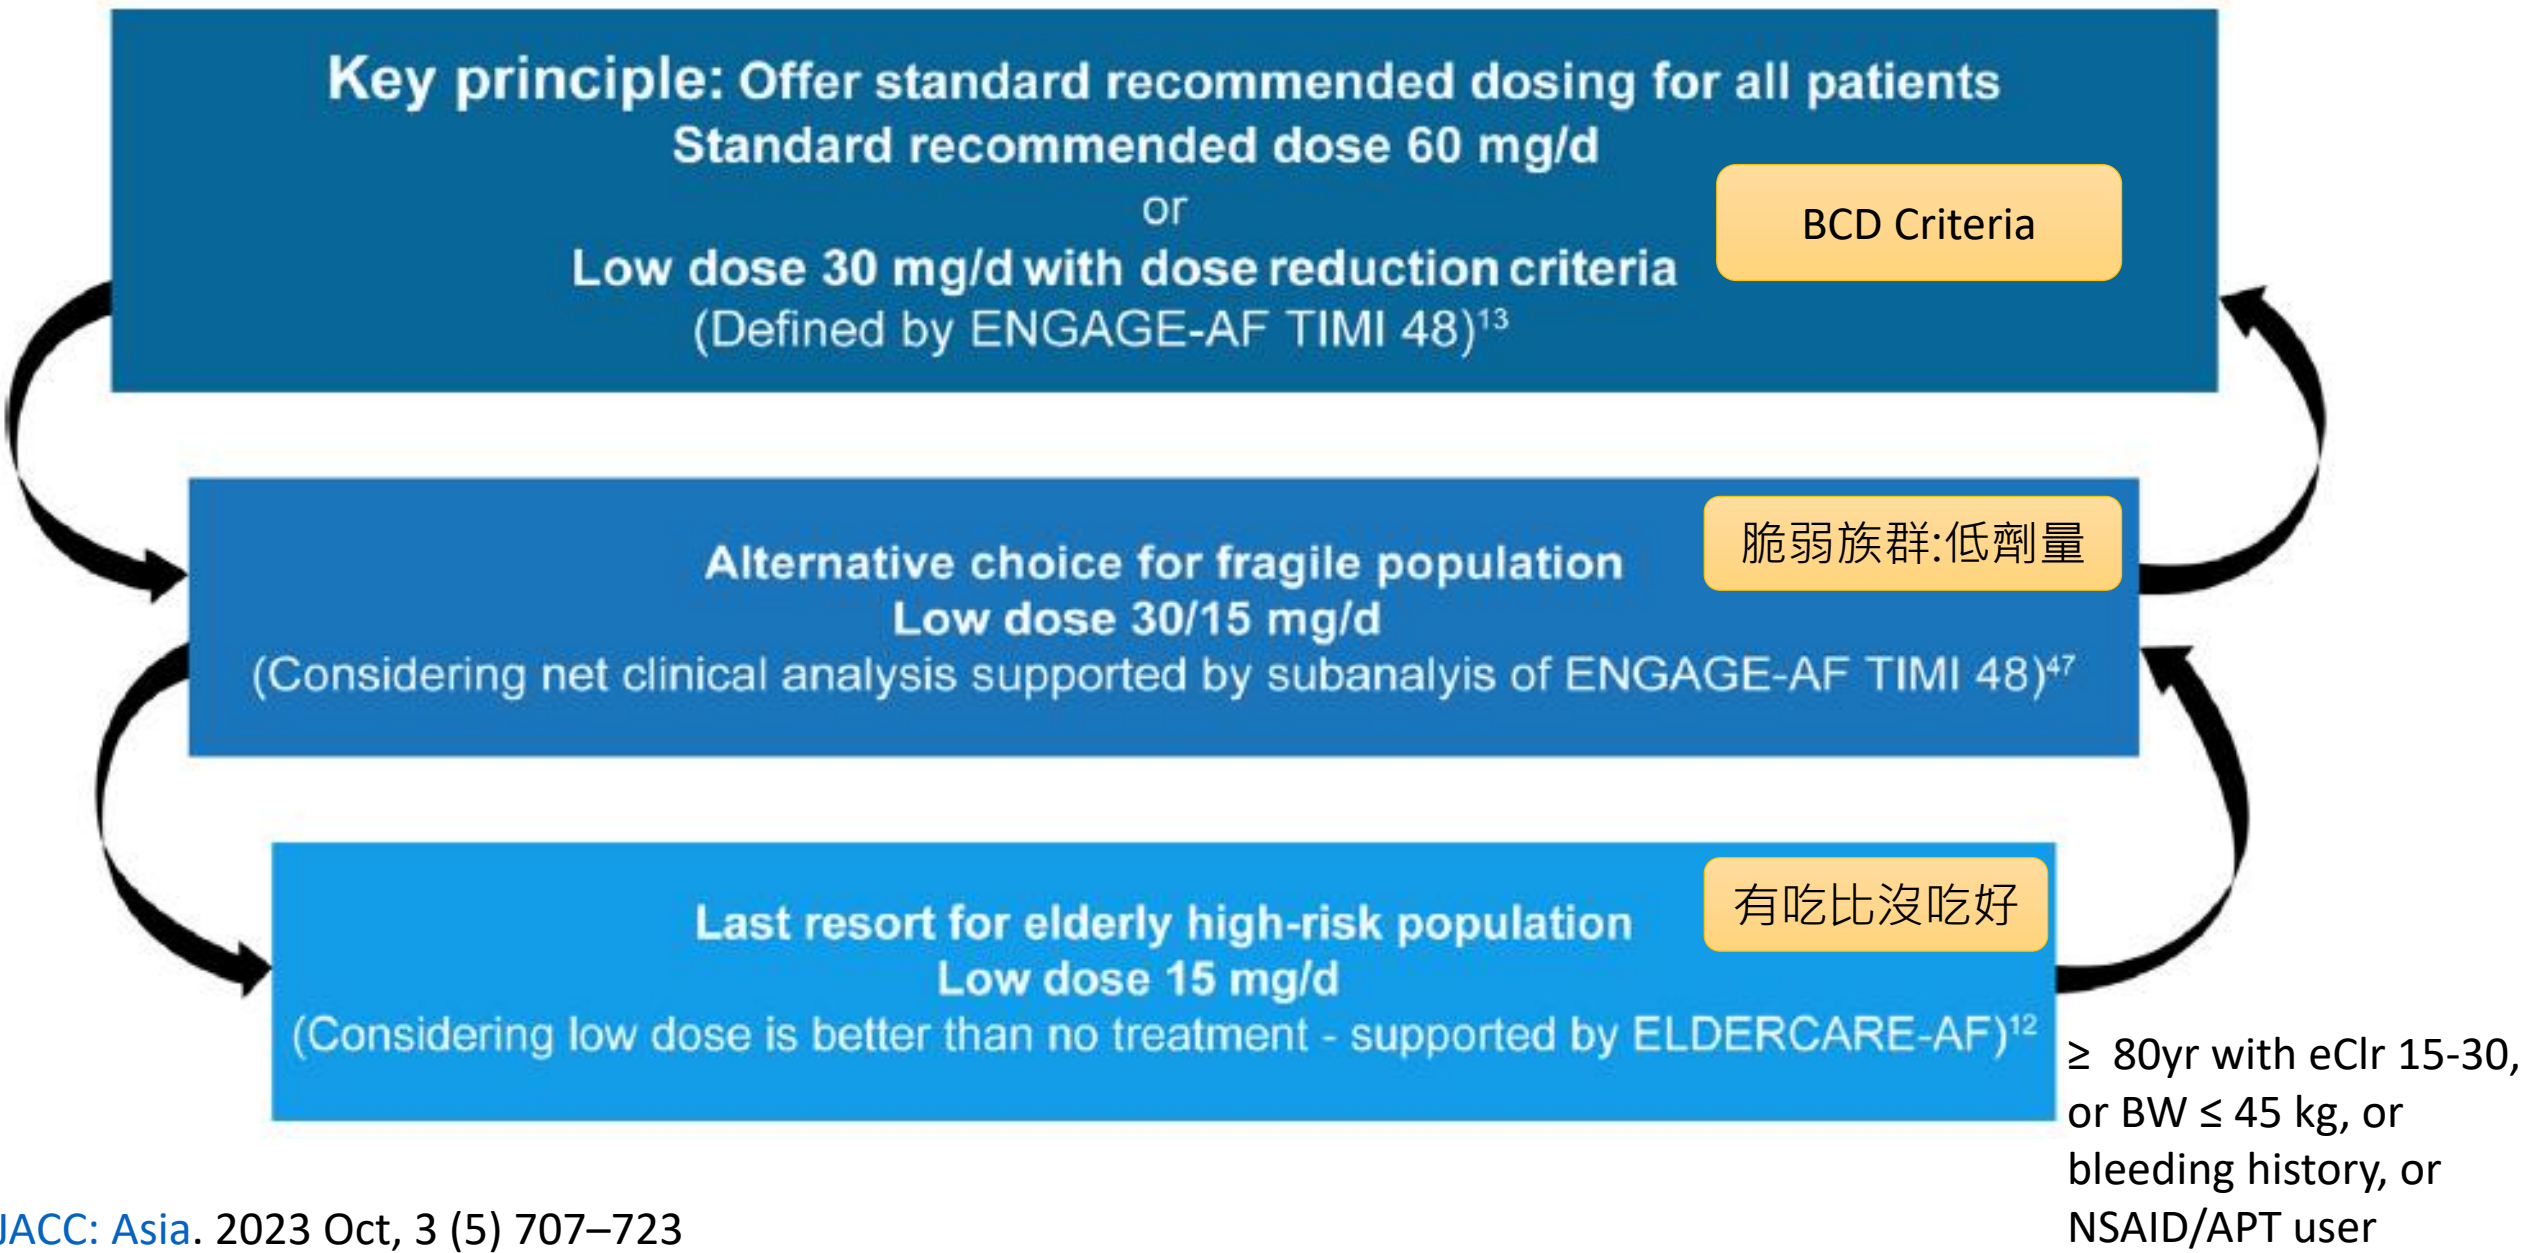 Key principle: Offer standard recommended dosing for all patients
Standard recommended dose 60 mg/d
or
Low dose 30 mg/d with dose reduction criteria
(Defined by ENGAGE-AF TIMI 48)¹³
BCD Criteria
脆弱族群:低劑量
Alternative choice for fragile population
Low dose 30/15 mg/d
(Considering net clinical analysis supported by subanalyis of ENGAGE-AF TIMI 48)⁴⁷
有吃比沒吃好
Last resort for elderly high-risk population
Low dose 15 mg/d
(Considering low dose is better than no treatment - supported by ELDERCARE-AF)¹²
≥ 80yr with eClr 15-30,
or BW ≤ 45 kg, or
bleeding history, or
NSAID/APT user
JACC: Asia. 2023 Oct, 3 (5) 707–723